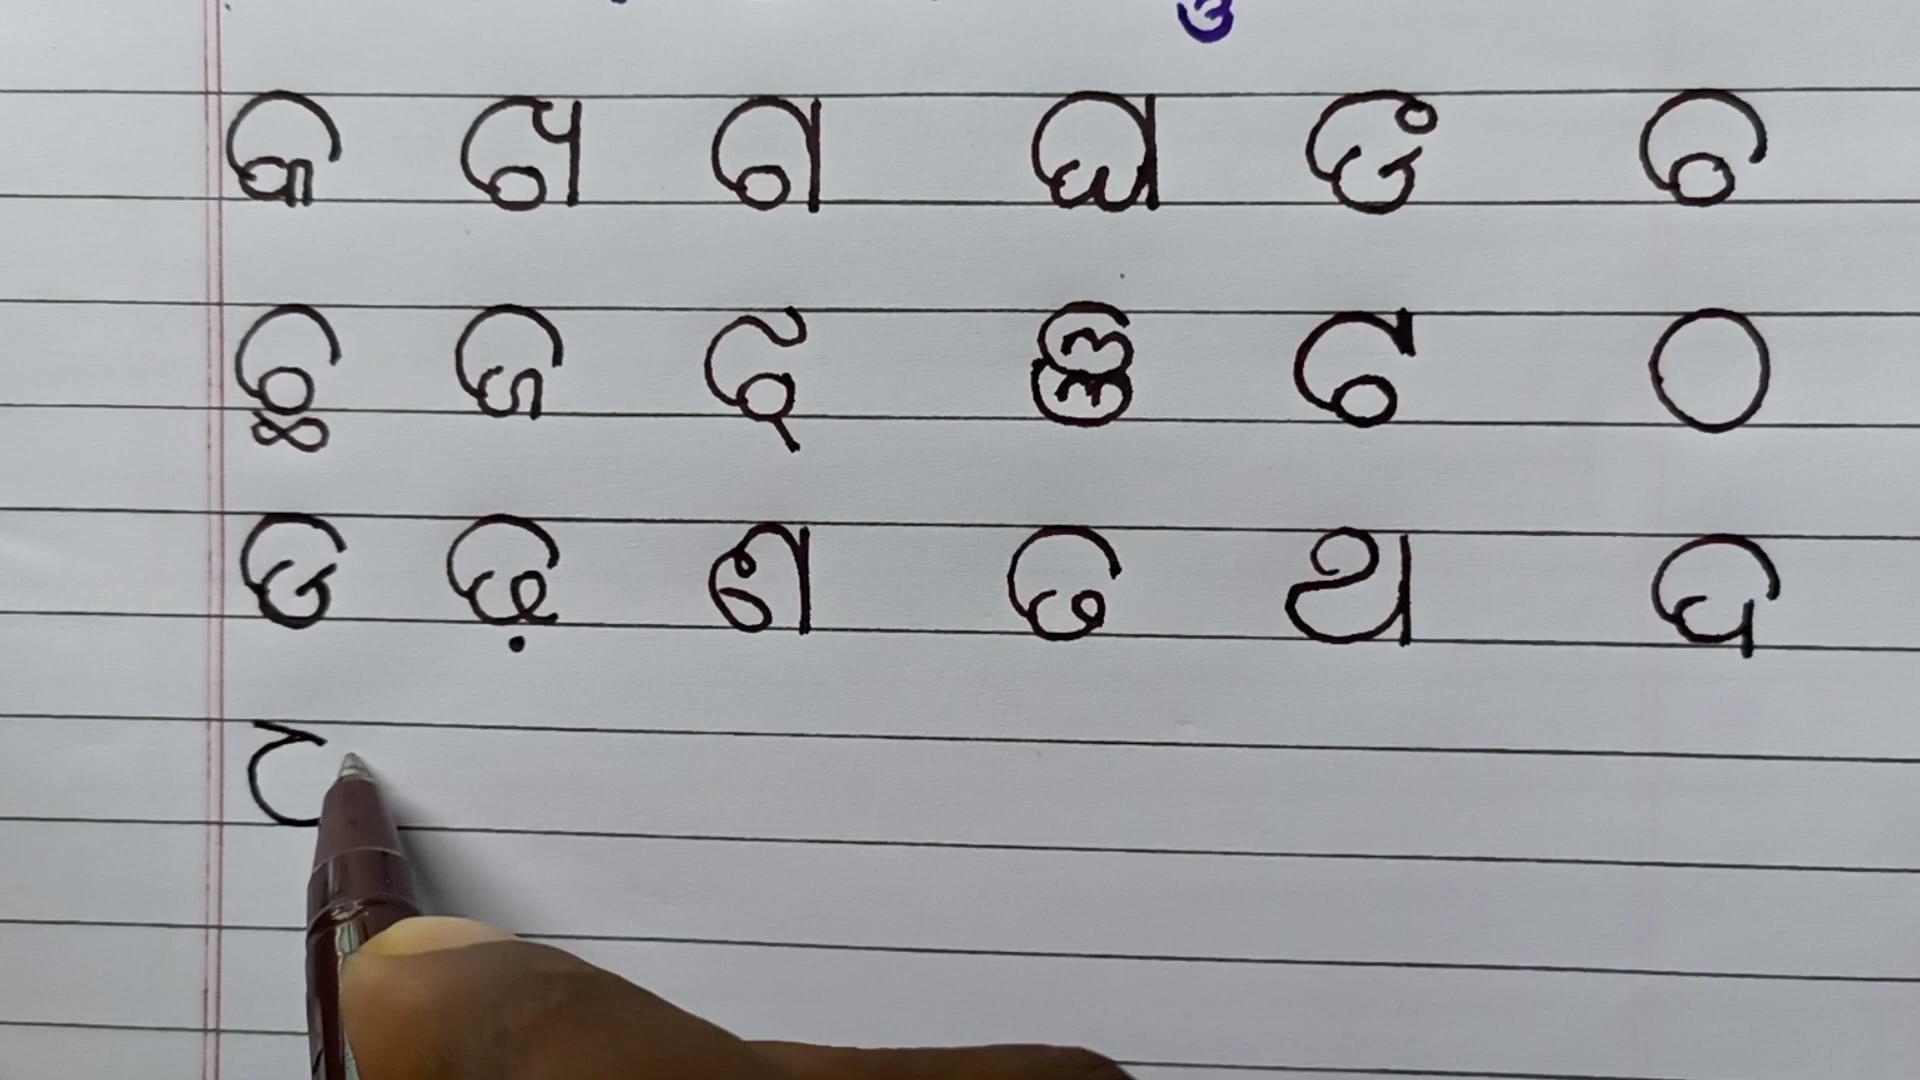 କ ଖ ଗ ଘ ଙ ଚ
ଛ ଜ ଝ ଞ ଟ ଠ
ଡ ଢ଼ ଣ ତ ଥ ଦ